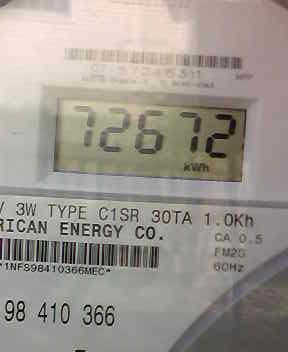 72672
kWh
V 3W TYPE C1SR 30TA 1.0Kh
RICAN ENERGY CO.
CA 0.5
FM2S
60Hz
*1NFS98410366MEC*
98 410 366